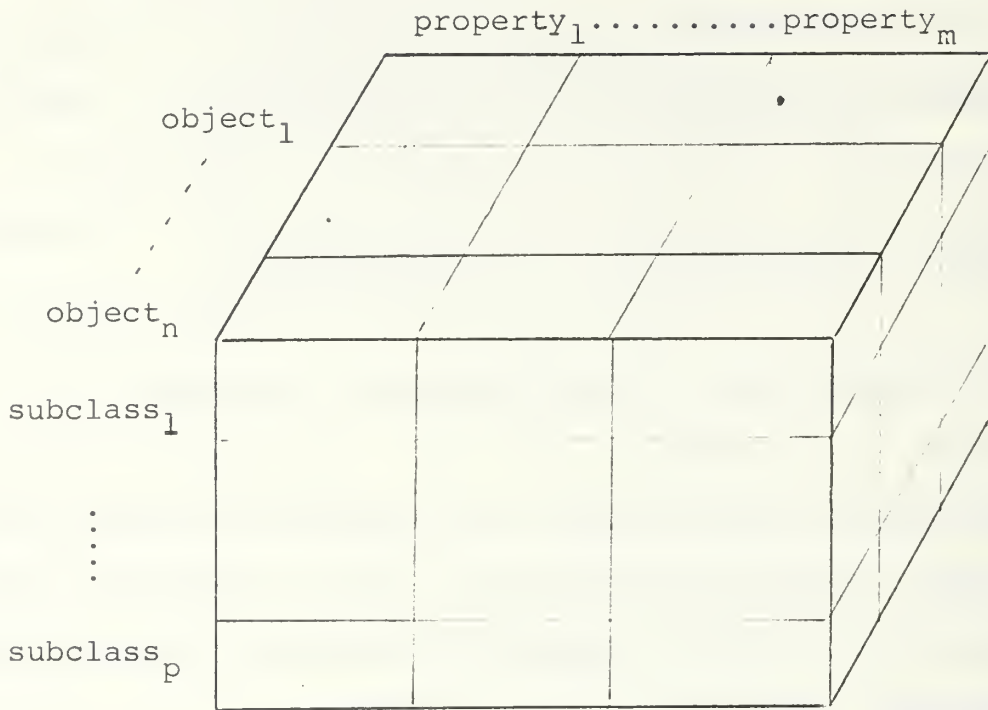 property₁..........propertyₘ
object₁
objectₙ
subclass₁
subclassₚ